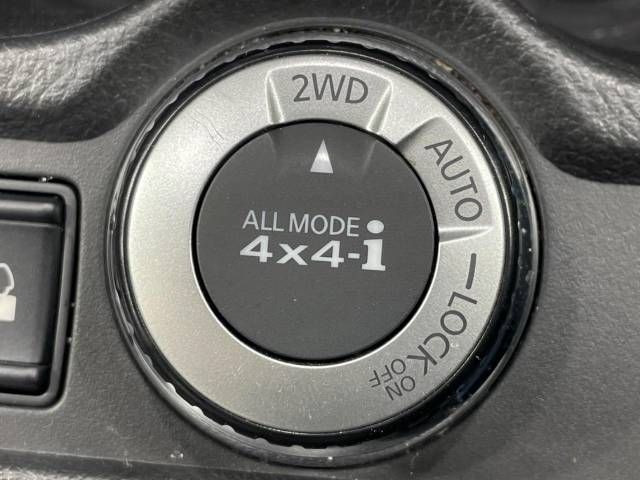 2WD
AUTO
LOCK
ON
OFF
ALL MODE
4x4-i